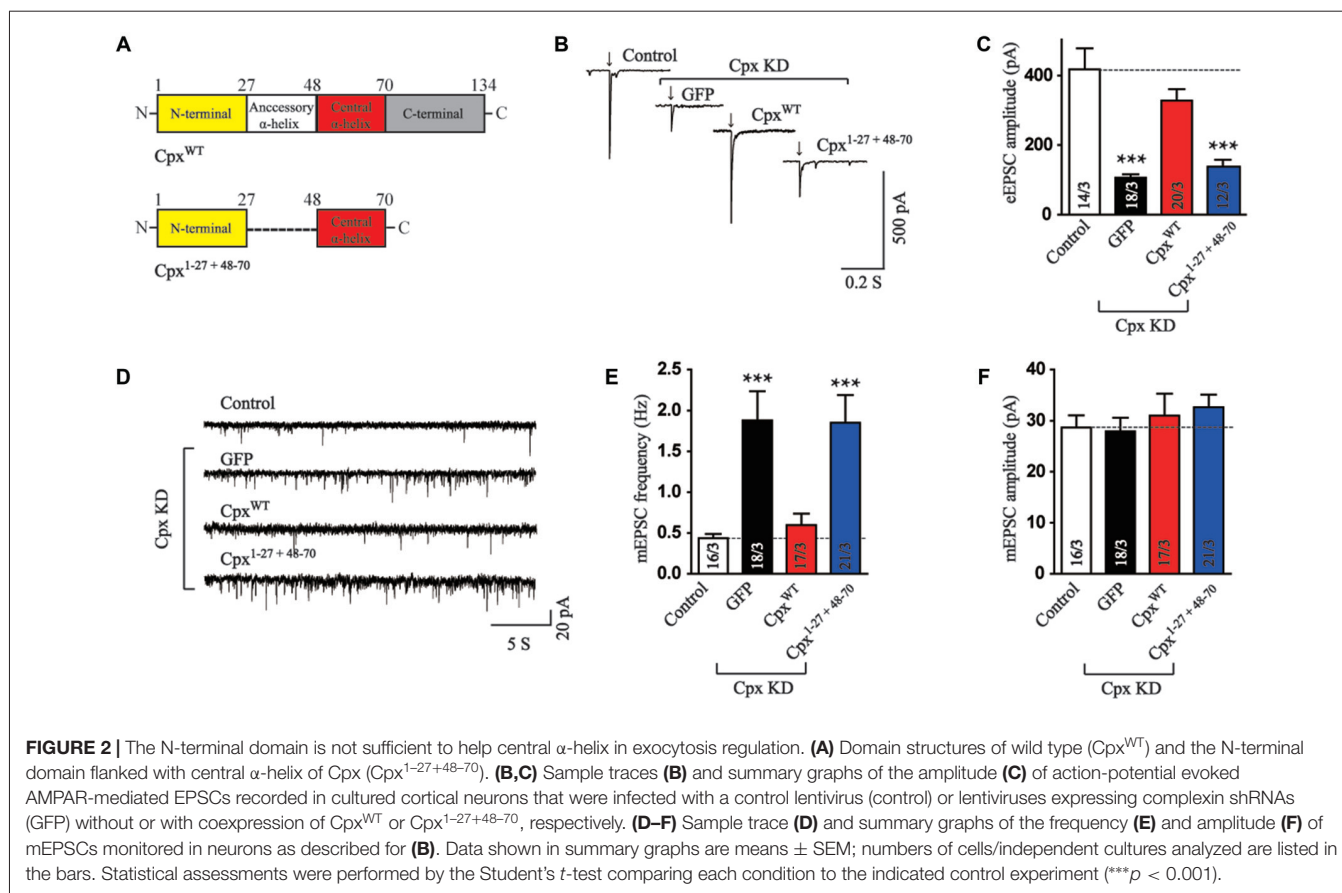 A
1 27 48 70 134
N N-terminal Anccessory α-helix Central α-helix C-terminal C
Cpx^WT
1 27 48 70
N N-terminal Central α-helix C
Cpx^1-27 + 48-70
B
Control
Cpx KD
GFP
Cpx^WT
Cpx^1-27 + 48-70
500 pA
0.2 S
C
eEPSC amplitude (pA)
400
200
0
***
***
14/3 18/3 20/3 12/3
Control GFP Cpx^WT Cpx^1-27 + 48-70
Cpx KD
D
Control
GFP
Cpx^WT
Cpx^1-27 + 48-70
Cpx KD
20 pA
5 S
E
mEPSC frequency (Hz)
2.5
2.0
1.5
1.0
0.5
0.0
***
***
16/3 18/3 17/3 21/3
Control GFP Cpx^WT Cpx^1-27 + 48-70
Cpx KD
F
mEPSC amplitude (pA)
40
30
20
10
0
16/3 18/3 17/3 21/3
Control GFP Cpx^WT Cpx^1-27 + 48-70
Cpx KD
FIGURE 2 | The N-terminal domain is not sufficient to help central α-helix in exocytosis regulation. (A) Domain structures of wild type (Cpx^WT) and the N-terminal
domain flanked with central α-helix of Cpx (Cpx^1–27+48–70). (B,C) Sample traces (B) and summary graphs of the amplitude (C) of action-potential evoked
AMPAR-mediated EPSCs recorded in cultured cortical neurons that were infected with a control lentivirus (control) or lentiviruses expressing complexin shRNAs
(GFP) without or with coexpression of Cpx^WT or Cpx^1–27+48–70, respectively. (D–F) Sample trace (D) and summary graphs of the frequency (E) and amplitude (F) of
mEPSCs monitored in neurons as described for (B). Data shown in summary graphs are means ± SEM; numbers of cells/independent cultures analyzed are listed in
the bars. Statistical assessments were performed by the Student's t-test comparing each condition to the indicated control experiment (***p < 0.001).